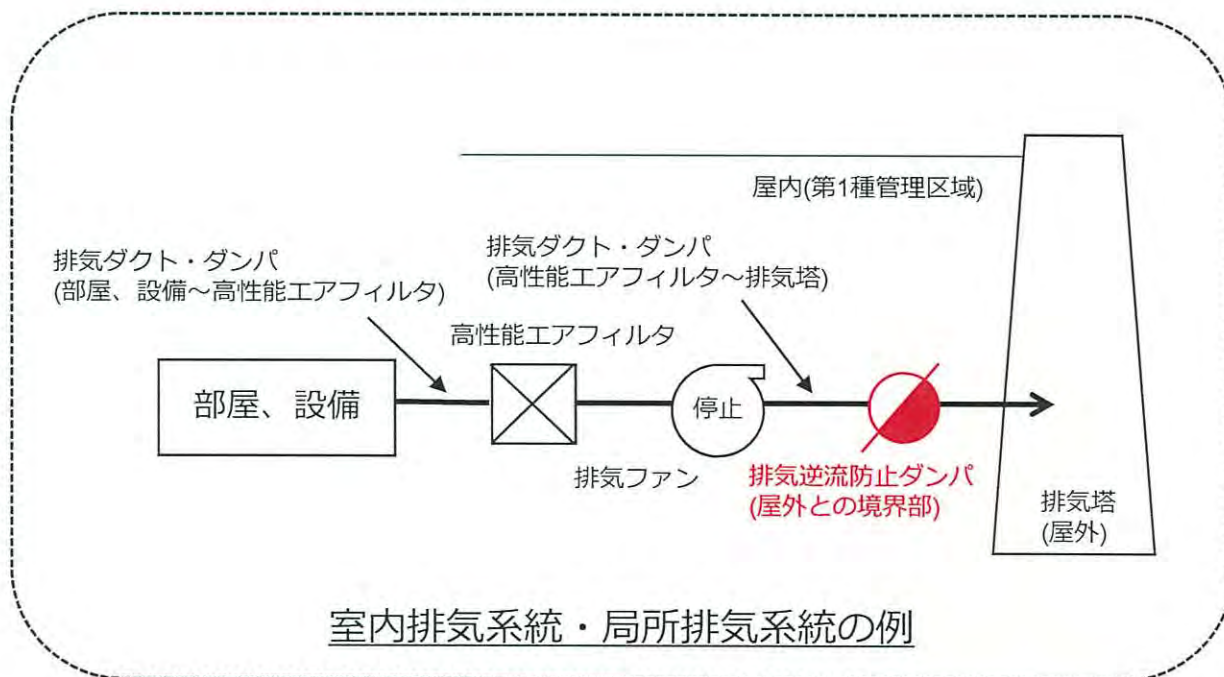 屋内(第1種管理区域)
排気ダクト・ダンパ
(部屋、設備～高性能エアフィルタ)
排気ダクト・ダンパ
(高性能エアフィルタ～排気塔)
高性能エアフィルタ
部屋、設備
停止
排気ファン
排気逆流防止ダンパ
(屋外との境界部)
排気塔
(屋外)
室内排気系統・局所排気系統の例